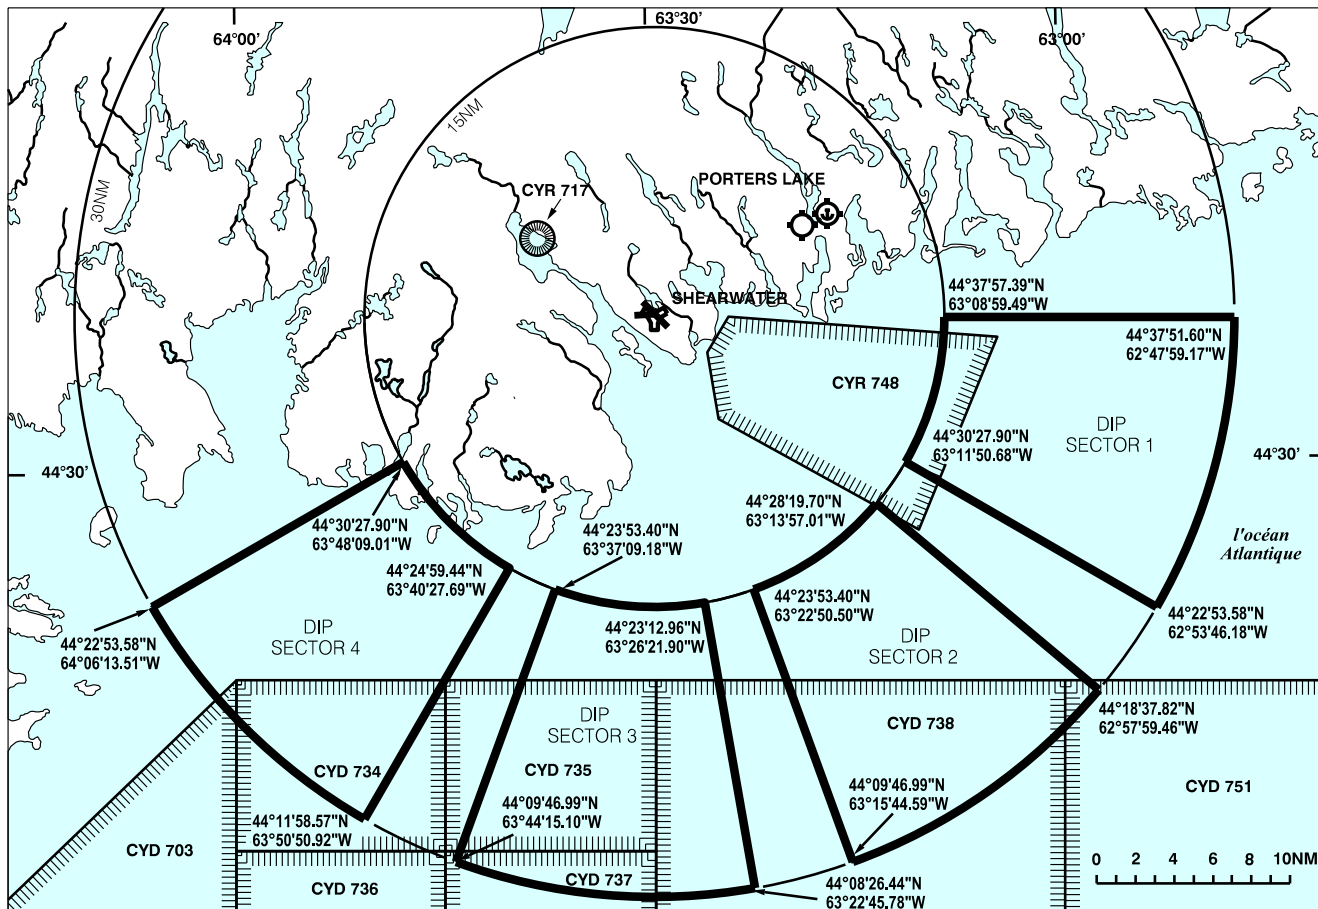 64°00'
63°30'
63°00'
15NM
30NM
CYR 717
PORTERS LAKE
SHEARWATER
44°37'57.39"N
63°08'59.49"W
44°37'51.60"N
62°47'59.17"W
CYR 748
DIP
SECTOR 1
44°30'27.90"N
63°11'50.68"W
44°30'
44°30'
44°28'19.70"N
63°13'57.01"W
44°30'27.90"N
63°48'09.01"W
44°23'53.40"N
63°37'09.18"W
l'océan
Atlantique
44°24'59.44"N
63°40'27.69"W
44°23'53.40"N
63°22'50.50"W
44°22'53.58"N
62°53'46.18"W
44°22'53.58"N
64°06'13.51"W
DIP
SECTOR 4
44°23'12.96"N
63°26'21.90"W
DIP
SECTOR 2
DIP
SECTOR 3
CYD 738
44°18'37.82"N
62°57'59.46"W
CYD 734
CYD 735
44°09'46.99"N
63°15'44.59"W
CYD 751
44°09'46.99"N
63°44'15.10"W
44°11'58.57"N
63°50'50.92"W
CYD 703
CYD 736
CYD 737
44°08'26.44"N
63°22'45.78"W
0 2 4 6 8 10NM